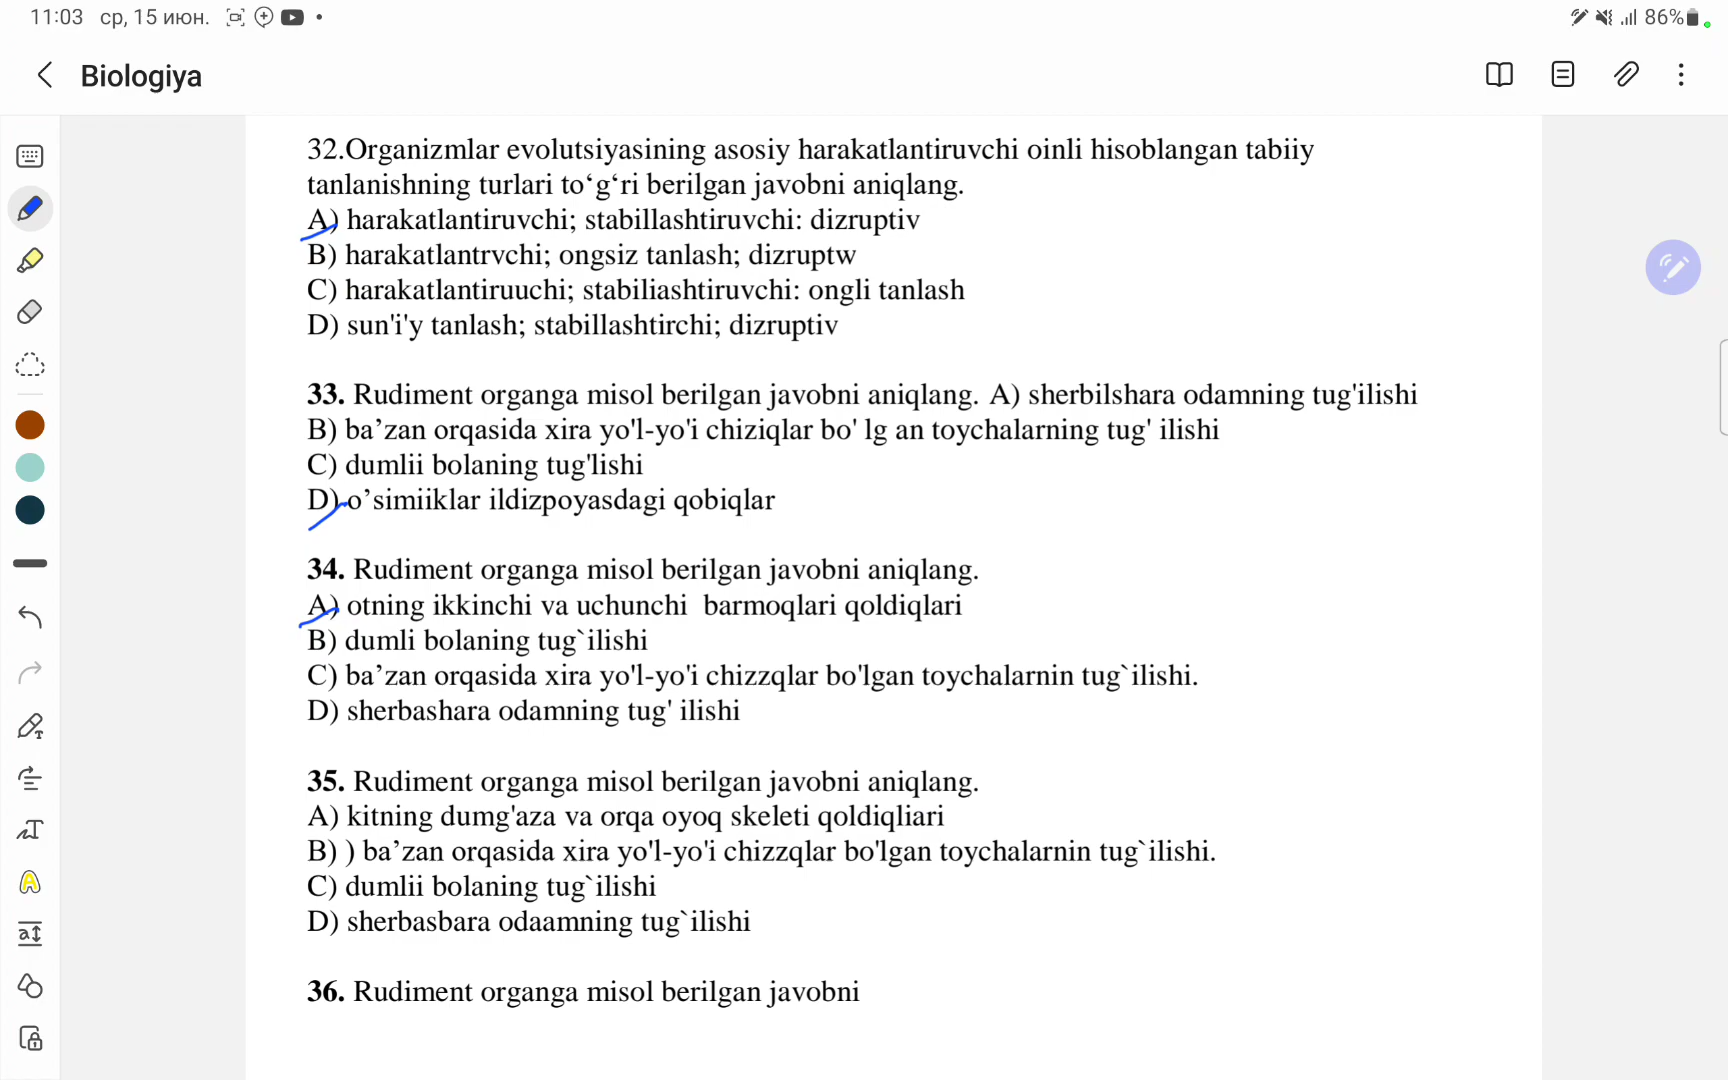 11:03 ср, 15 июн.
86%
Biologiya
32.Organizmlar evolutsiyasining asosiy harakatlantiruvchi oinli hisoblangan tabiiy
tanlanishning turlari to‘g‘ri berilgan javobni aniqlang.
A) harakatlantiruvchi; stabillashtiruvchi: dizruptiv
B) harakatlantrvchi; ongsiz tanlash; dizruptw
C) harakatlantiruuchi; stabiliashtiruvchi: ongli tanlash
D) sun'i'y tanlash; stabillashtirchi; dizruptiv
33. Rudiment organga misol berilgan javobni aniqlang. A) sherbilshara odamning tug'ilishi
B) ba’zan orqasida xira yo'l-yo'i chiziqlar bo' lg an toychalarning tug' ilishi
C) dumlii bolaning tug'lishi
D) o’simiiklar ildizpoyasdagi qobiqlar
34. Rudiment organga misol berilgan javobni aniqlang.
A) otning ikkinchi va uchunchi  barmoqlari qoldiqlari
B) dumli bolaning tug`ilishi
C) ba’zan orqasida xira yo'l-yo'i chizzqlar bo'lgan toychalarnin tug`ilishi.
D) sherbashara odamning tug' ilishi
35. Rudiment organga misol berilgan javobni aniqlang.
A) kitning dumg'aza va orqa oyoq skeleti qoldiqliari
B) ) ba’zan orqasida xira yo'l-yo'i chizzqlar bo'lgan toychalarnin tug`ilishi.
C) dumlii bolaning tug`ilishi
D) sherbasbara odaamning tug`ilishi
36. Rudiment organga misol berilgan javobni